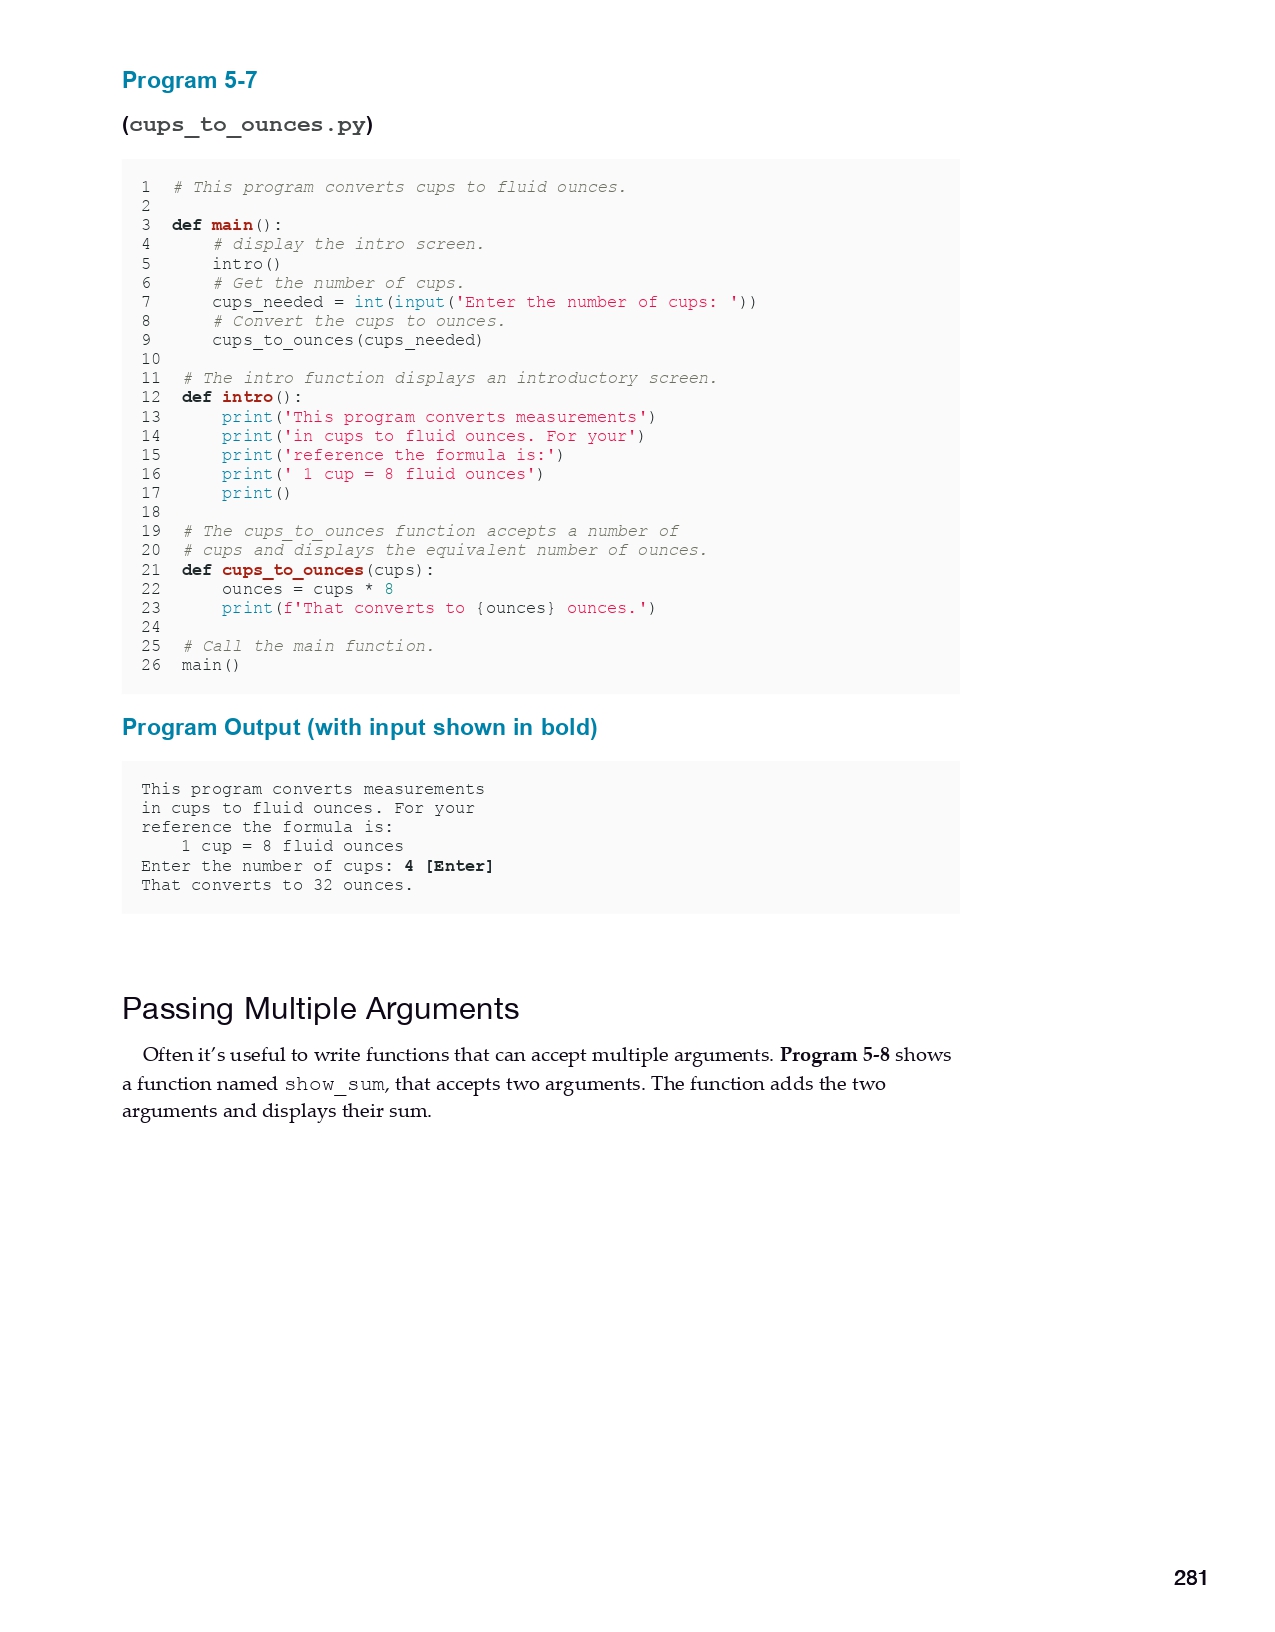 Program 5-7
(cups_to_ounces.py)
1  # This program converts cups to fluid ounces.
2
3  def main():
4      # display the intro screen.
5      intro()
6      # Get the number of cups.
7      cups_needed = int(input('Enter the number of cups: '))
8      # Convert the cups to ounces.
9      cups_to_ounces(cups_needed)
10
11  # The intro function displays an introductory screen.
12  def intro():
13      print('This program converts measurements')
14      print('in cups to fluid ounces. For your')
15      print('reference the formula is:')
16      print(' 1 cup = 8 fluid ounces')
17      print()
18
19  # The cups_to_ounces function accepts a number of
20  # cups and displays the equivalent number of ounces.
21  def cups_to_ounces(cups):
22      ounces = cups * 8
23      print(f'That converts to {ounces} ounces.')
24
25  # Call the main function.
26  main()
Program Output (with input shown in bold)
This program converts measurements
in cups to fluid ounces. For your
reference the formula is:
    1 cup = 8 fluid ounces
Enter the number of cups: 4 [Enter]
That converts to 32 ounces.
Passing Multiple Arguments
Often it’s useful to write functions that can accept multiple arguments. Program 5-8 shows
a function named show_sum, that accepts two arguments. The function adds the two
arguments and displays their sum.
281